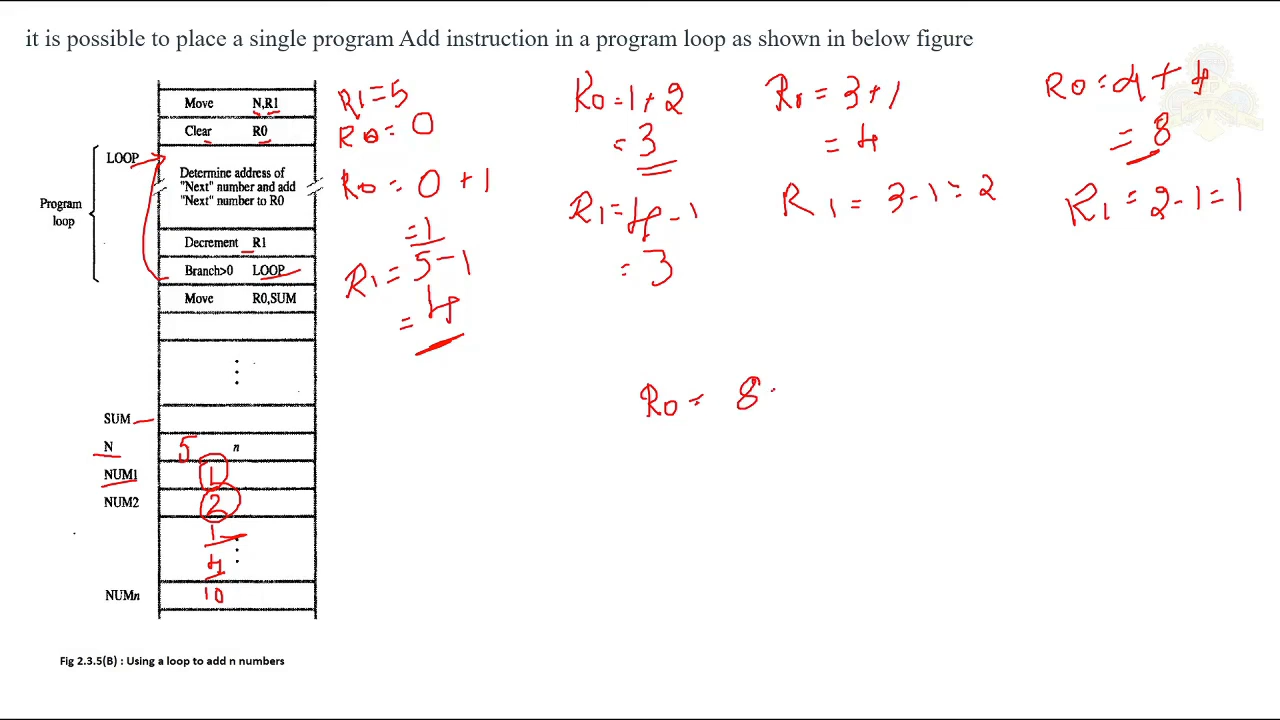 it is possible to place a single program Add instruction in a program loop as shown in below figure
Move N,R1
Clear R0
LOOP
Determine address of
"Next" number and add
"Next" number to R0
Program
loop
Decrement R1
Branch>0 LOOP
Move R0,SUM
SUM
N 5 n
NUM1 1
NUM2 2
1
4
NUMn 10
Fig 2.3.5(B) : Using a loop to add n numbers
R1=5
R0=0
R0 = 0 + 1
=1
R1= 5-1
= 4
R0=1+2
= 3
R1=4-1
= 3
R0 = 3+1
= 4
R1 = 3-1=2
R0=4+4
= 8
R1 = 2-1=1
R0 = 8